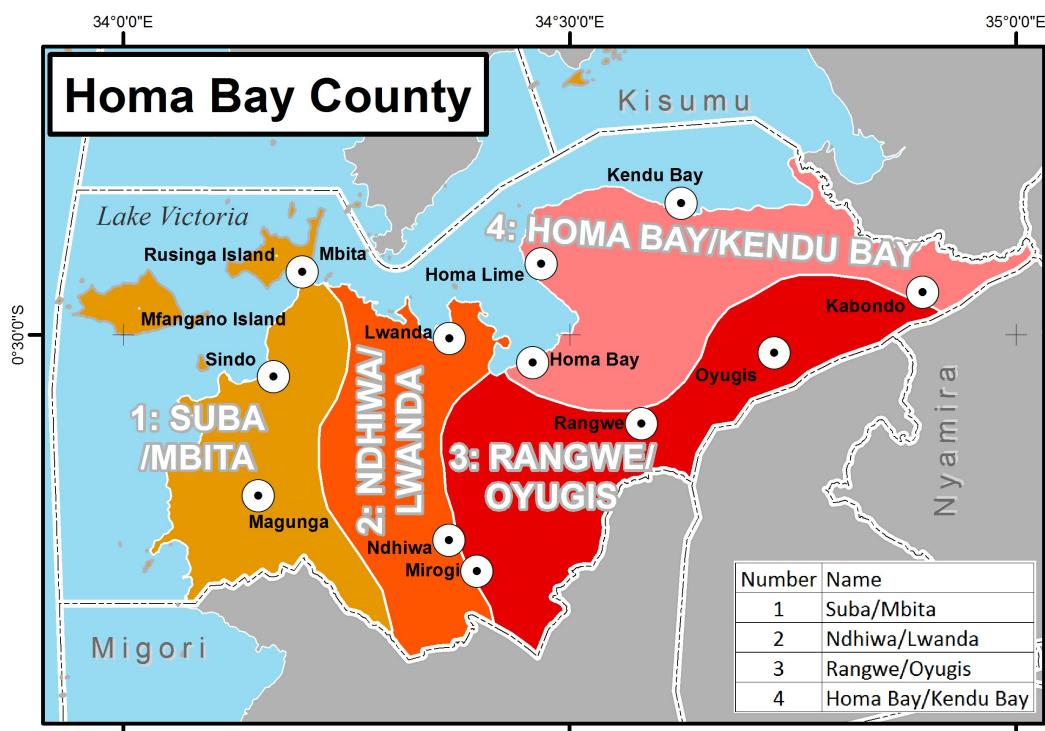 34°0'0"E
34°30'0"E
35°0'0"E
Homa Bay County
Kisumu
Kendu Bay
Lake Victoria
4: HOMA BAY/KENDU BAY
Rusinga Island
Mbita
Homa Lime
Kabondo
Mfangano Island
Lwanda
0°30'0"S
Sindo
Homa Bay
Oyugis
1: SUBA
/MBITA
2: NDHIWA/
LWANDA
Rangwe
3: RANGWE/
OYUGIS
Nyamira
Magunga
Ndhiwa
Mirogi
Migori
Number Name
1 Suba/Mbita
2 Ndhiwa/Lwanda
3 Rangwe/Oyugis
4 Homa Bay/Kendu Bay